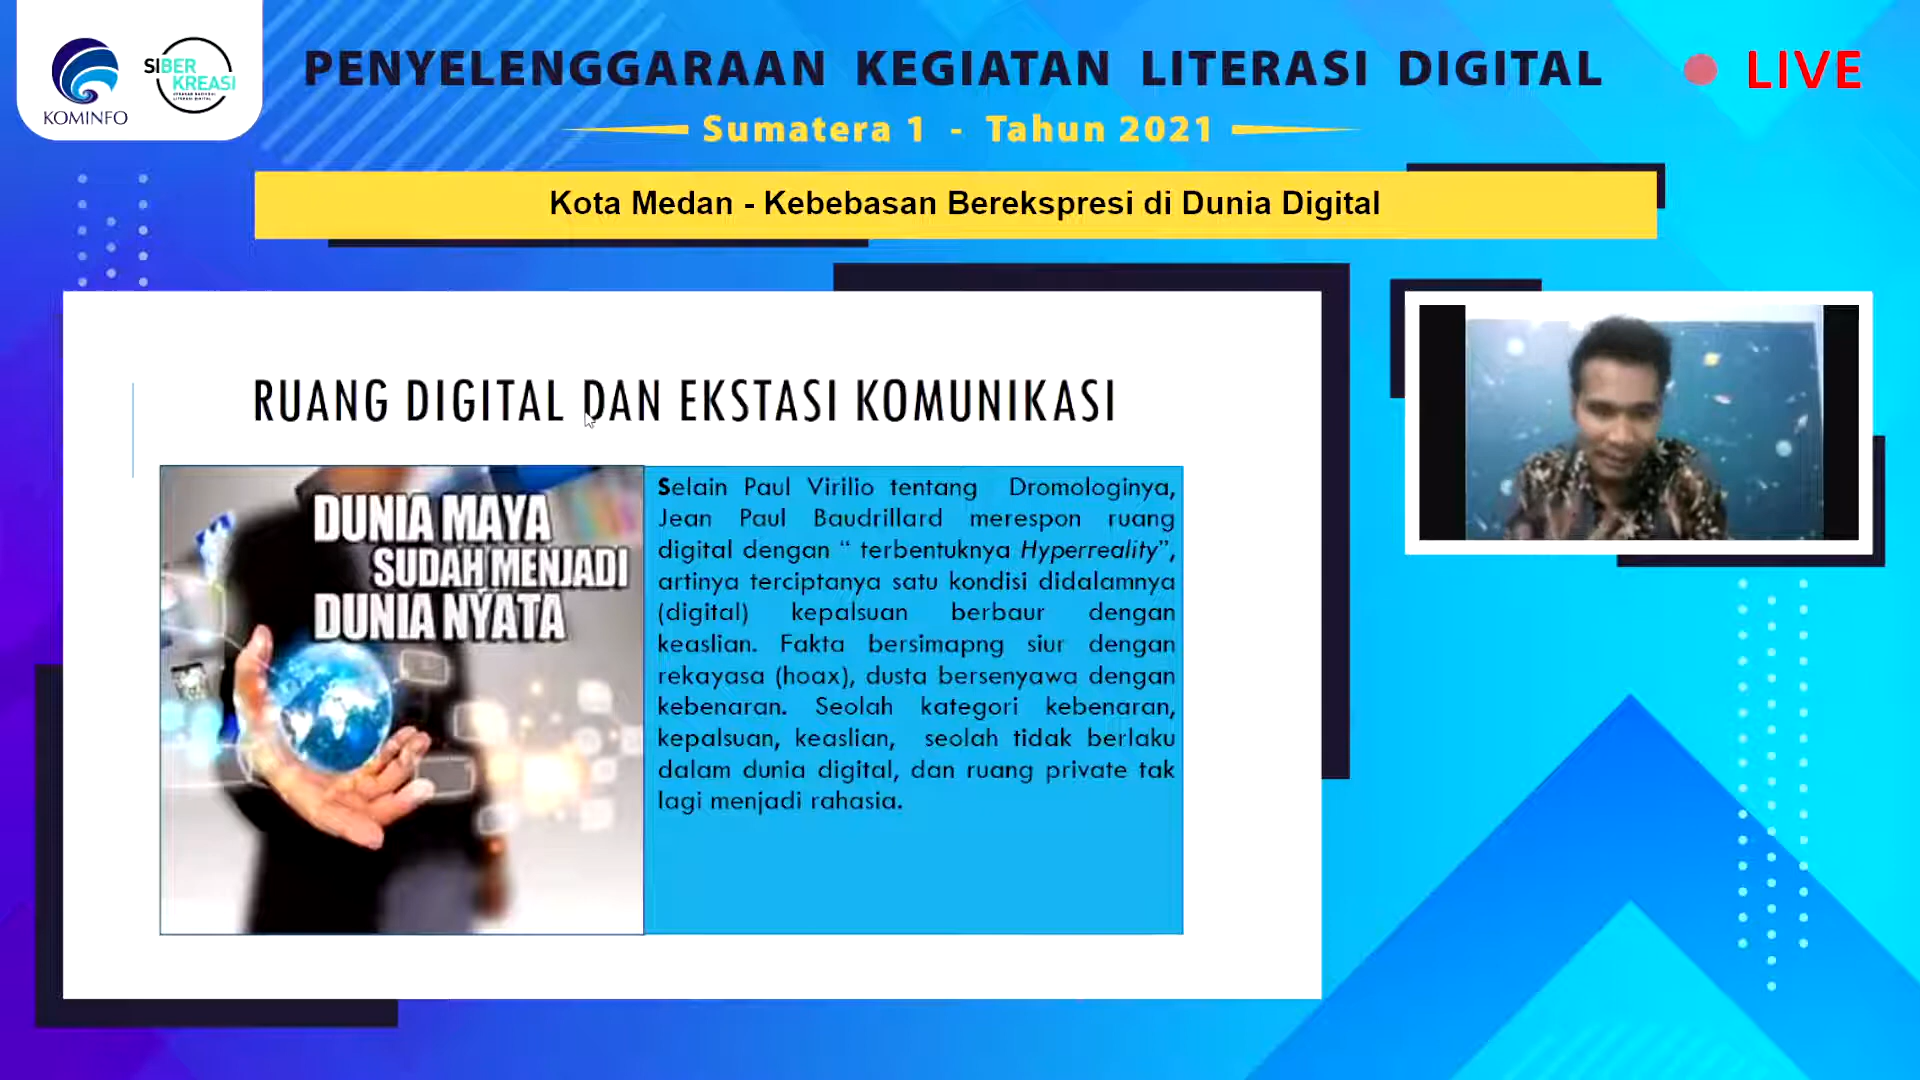 KOMINFO
SIBER
KREASI
PENYELENGGARAAN KEGIATAN LITERASI DIGITAL
LIVE
Sumatera 1 - Tahun 2021
Kota Medan - Kebebasan Berekspresi di Dunia Digital
RUANG DIGITAL DAN EKSTASI KOMUNIKASI
DUNIA MAYA
SUDAH MENJADI
DUNIA NYATA
Selain Paul Virilio tentang Dromologinya,
Jean Paul Baudrillard merespon ruang
digital dengan “ terbentuknya Hyperreality”,
artinya terciptanya satu kondisi didalamnya
(digital) kepalsuan berbaur dengan
keaslian. Fakta bersimapng siur dengan
rekayasa (hoax), dusta bersenyawa dengan
kebenaran. Seolah kategori kebenaran,
kepalsuan, keaslian, seolah tidak berlaku
dalam dunia digital, dan ruang private tak
lagi menjadi rahasia.